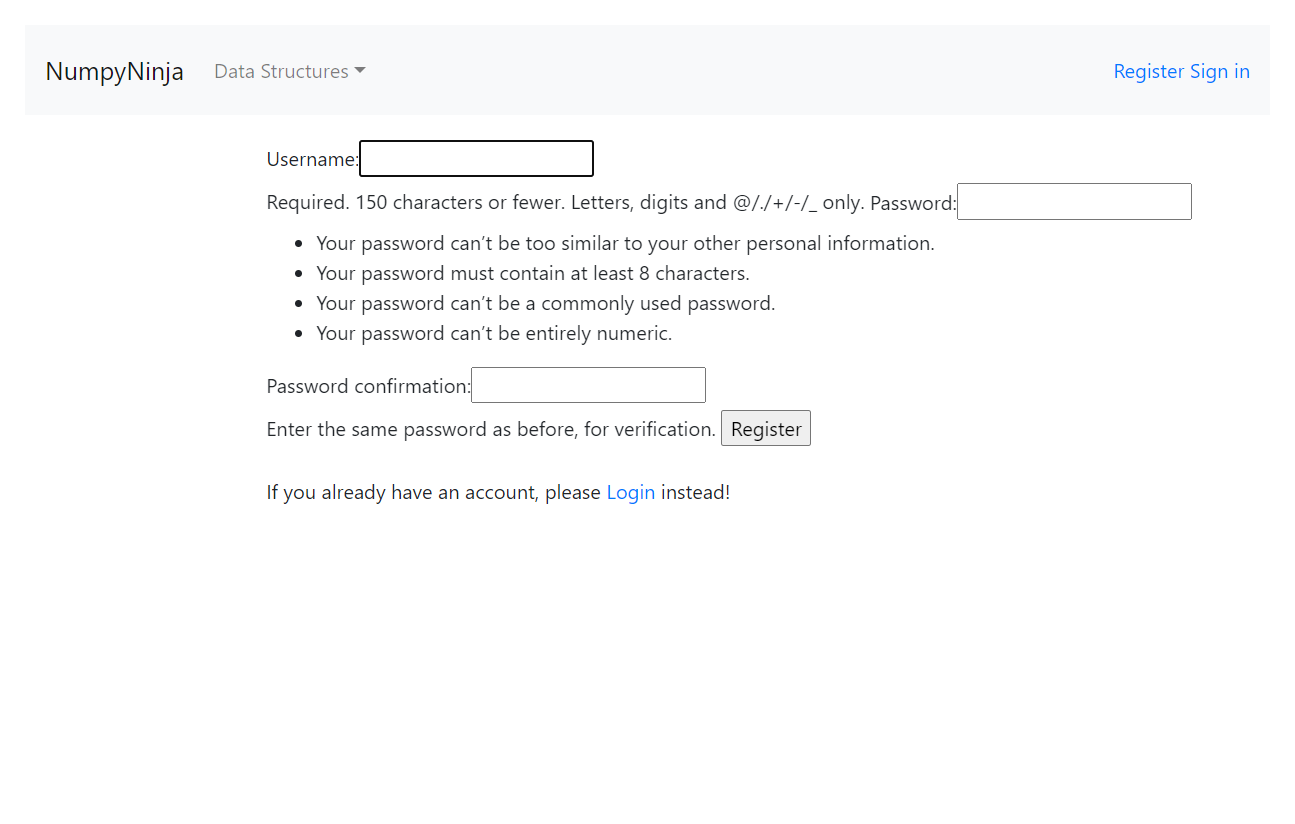 NumpyNinja Data Structures Register Sign in
Username:
Required. 150 characters or fewer. Letters, digits and @/./+/-/_ only. Password:
• Your password can’t be too similar to your other personal information.
• Your password must contain at least 8 characters.
• Your password can’t be a commonly used password.
• Your password can’t be entirely numeric.
Password confirmation:
Enter the same password as before, for verification. Register
If you already have an account, please Login instead!